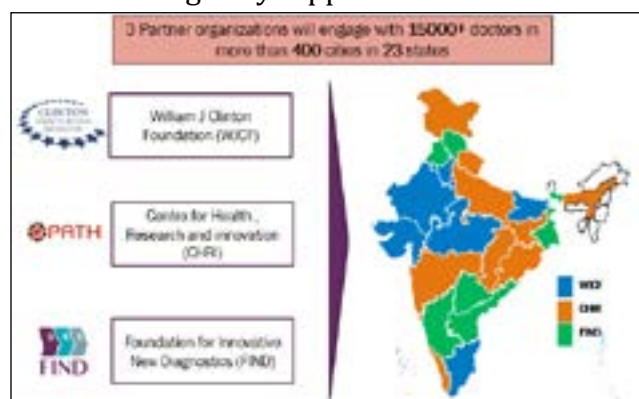 3 Partner organizations will engage with 15000+ doctors in
more than 400 cities in 23 states
CLINTON
William J Clinton
Foundation (WJCF)
PATH
Centre for Health,
Research and Innovation
(CHRI)
FIND
Foundation for Innovative
New Diagnostics (FIND)
WJCF
CHRI
FIND